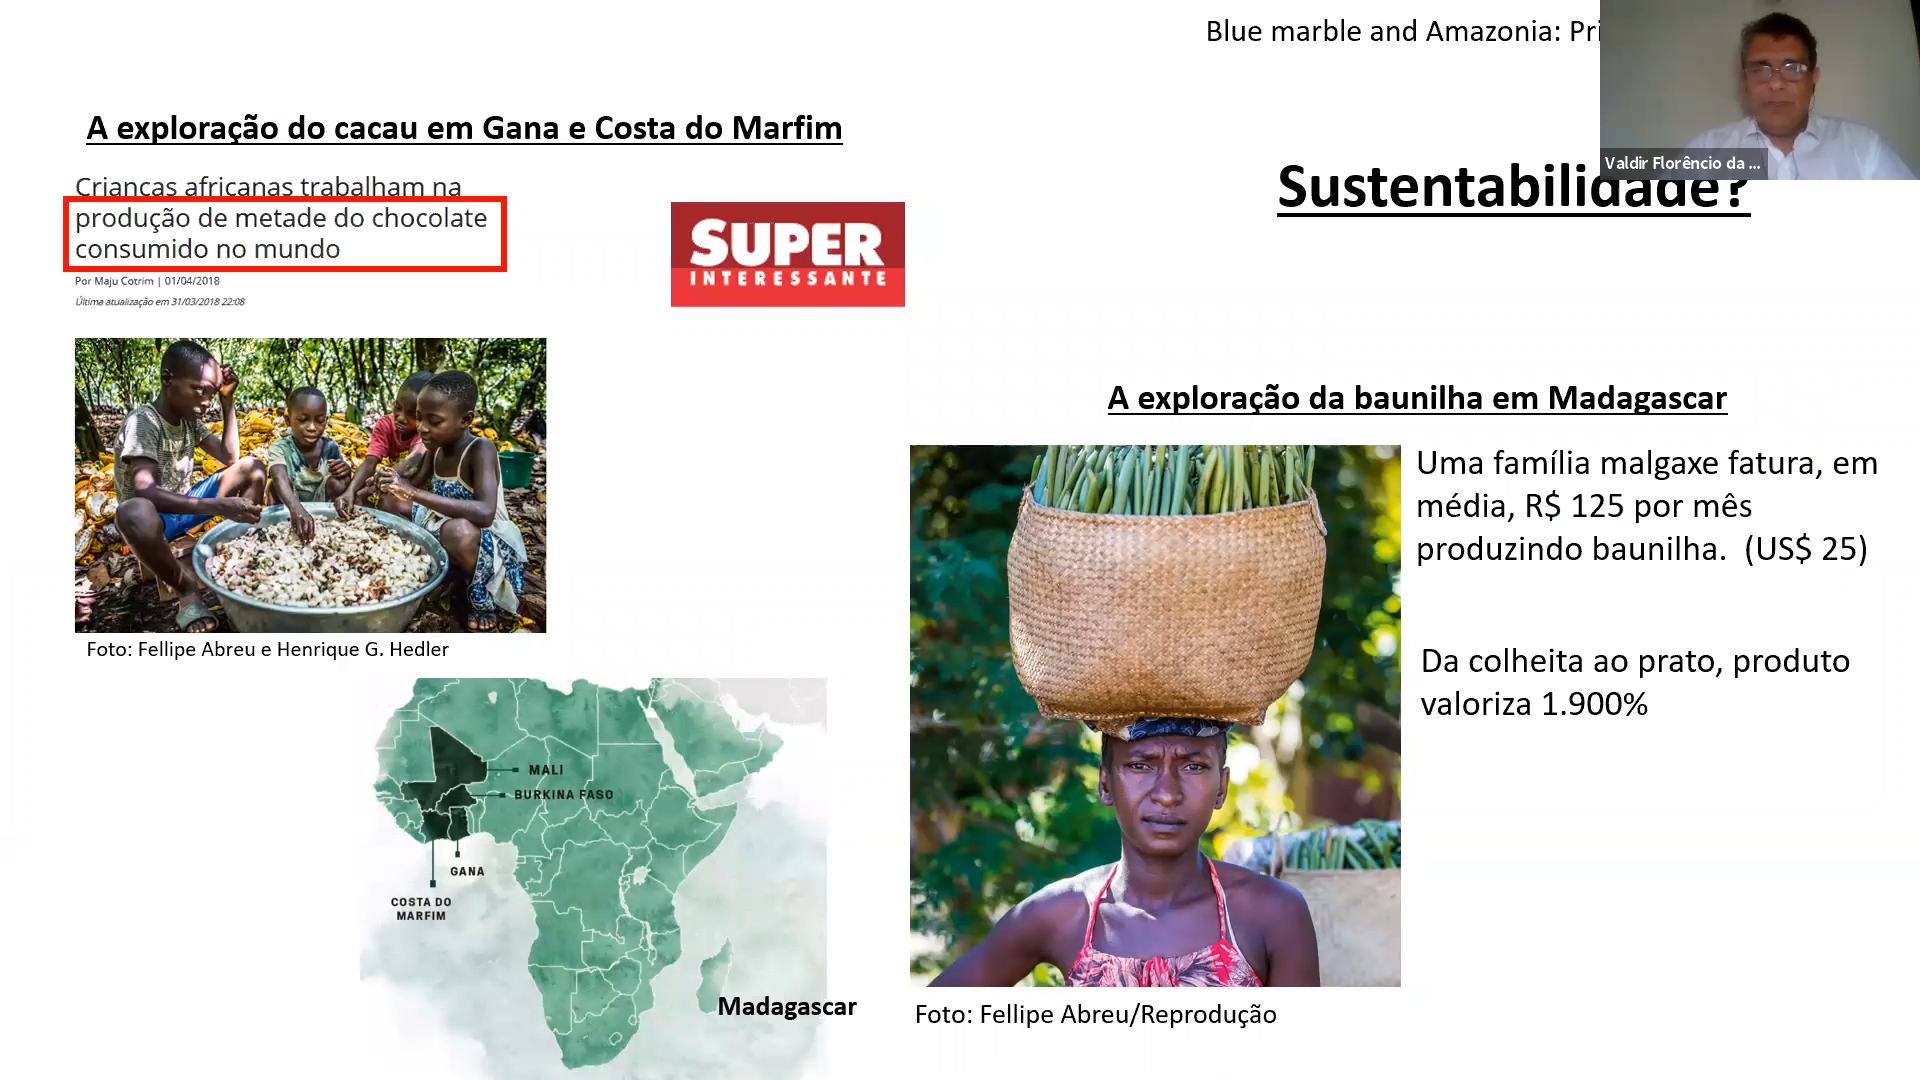 Blue marble and Amazonia:
Valdir Florêncio da ...
A exploração do cacau em Gana e Costa do Marfim
Sustentabilidade?
Crianças africanas trabalham na
produção de metade do chocolate
consumido no mundo
Por Maju Cotrim | 01/04/2018
Última atualização em 31/03/2018 22:08
SUPER
INTERESSANTE
Foto: Fellipe Abreu e Henrique G. Hedler
MALI
BURKINA FASO
GANA
COSTA DO
MARFIM
Madagascar
A exploração da baunilha em Madagascar
Uma família malgaxe fatura, em
média, R$ 125 por mês
produzindo baunilha. (US$ 25)
Da colheita ao prato, produto
valoriza 1.900%
Foto: Fellipe Abreu/Reprodução